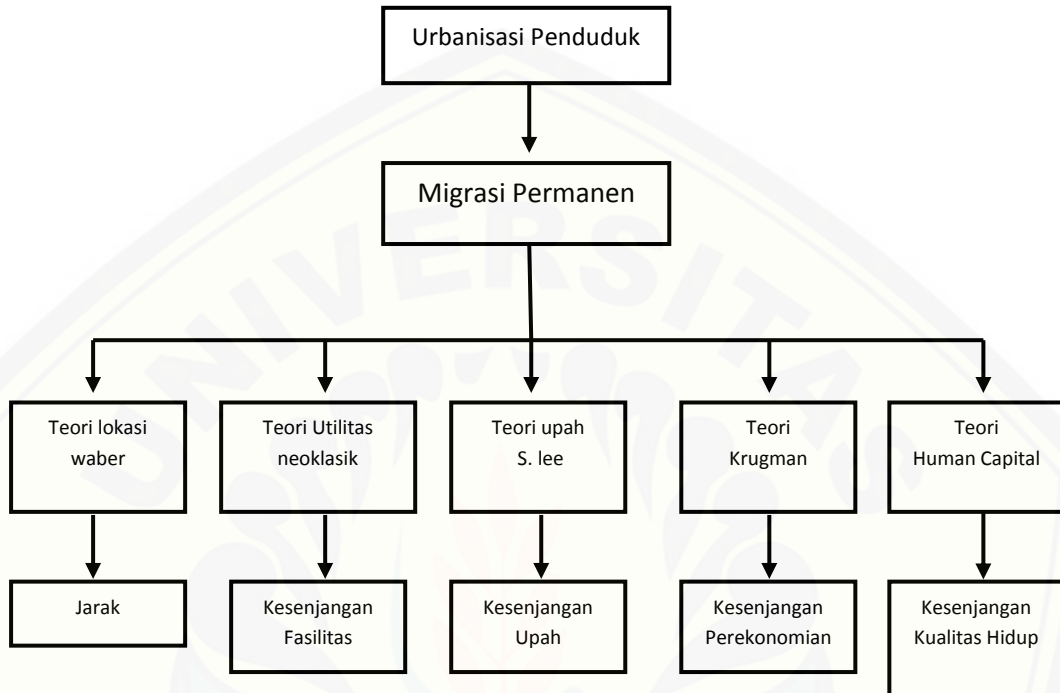 Urbanisasi Penduduk
Migrasi Permanen
UNIVERSITAS
Teori lokasi
waber
Teori Utilitas
neoklasik
Teori upah
S. lee
Teori
Krugman
Teori
Human Capital
Jarak
Kesenjangan
Fasilitas
Kesenjangan
Upah
Kesenjangan
Perekonomian
Kesenjangan
Kualitas Hidup